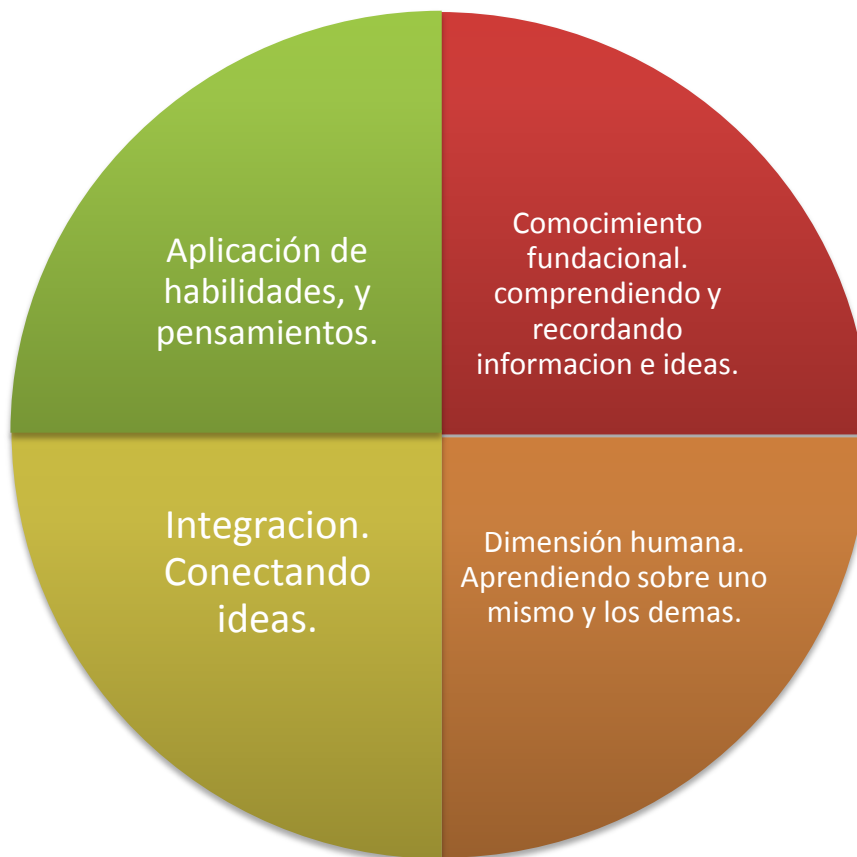 Aplicación de
habilidades, y
pensamientos.
Comocimiento
fundacional.
comprendiendo y
recordando
informacion e ideas.
Integracion.
Conectando
ideas.
Dimensión humana.
Aprendiendo sobre uno
mismo y los demas.